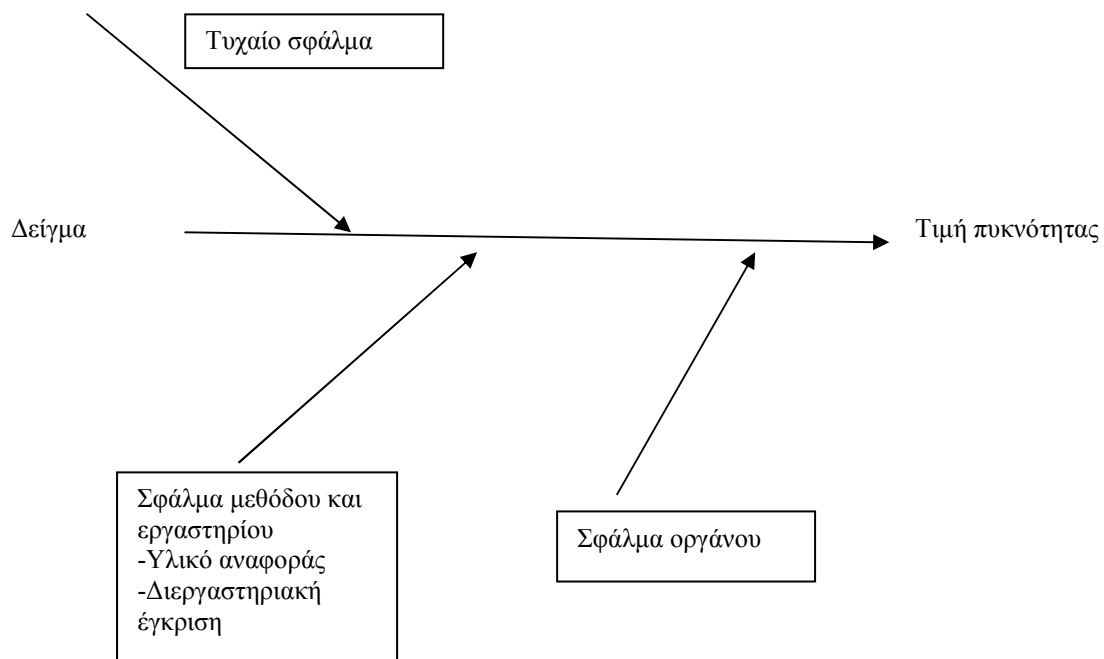 Τυχαίο σφάλμα
Δείγμα
Τιμή πυκνότητας
Σφάλμα μεθόδου και
εργαστηρίου
-Υλικό αναφοράς
-Διεργαστηριακή
έγκριση
Σφάλμα οργάνου